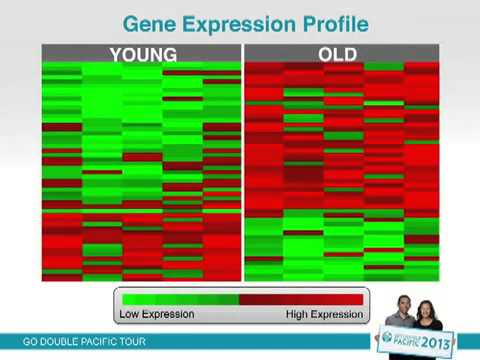 Gene Expression Profile
YOUNG
OLD
Low Expression
High Expression
GO DOUBLE PACIFIC TOUR
PACIFIC 2013